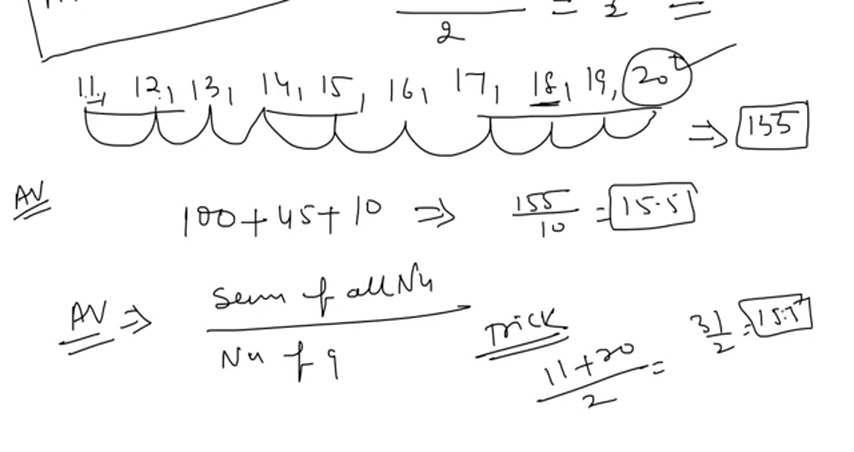 2 = 2
11, 12, 13, 14, 15, 16, 17, 18, 19, 20 ⇒ 155
AV
100+45+10 ⇒ 155/10 = 15.5
AV ⇒ Sum of all Nu / Nu of q
Trick
11+20/2 = 31/2 = 15.5